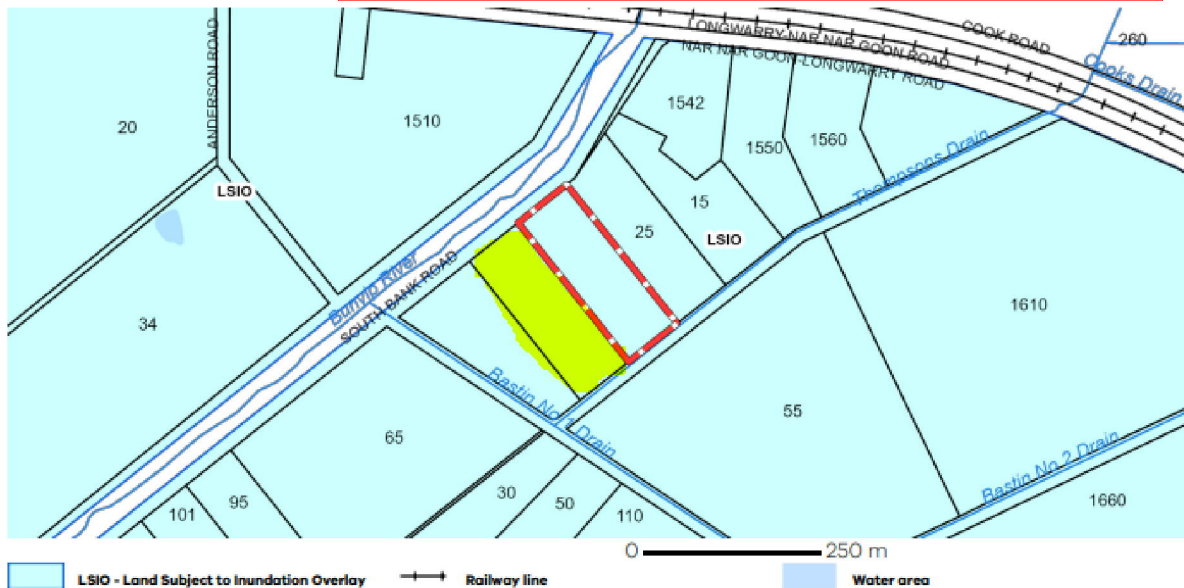 COOK ROAD
LONGWARRY-NAR NAR GOON ROAD
NAR NAR GOON-LONGWARRY ROAD
260
Cooks Drain
ANDERSON ROAD
20
1510
1542
1550
1560
Thompsons Drain
LSIO
15
25
LSIO
Bunyip River
SOUTH BANK ROAD
34
1610
Bastin No 1 Drain
55
65
Bastin No 2 Drain
30
50
110
95
101
1660
0 250 m
LSIO - Land Subject to Inundation Overlay
Railway line
Water area